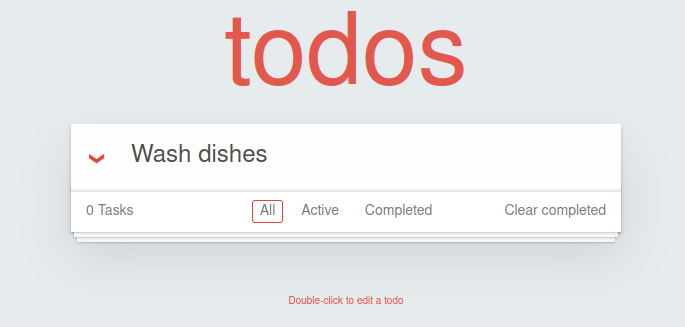 todos
Wash dishes
0 Tasks All Active Completed Clear completed
Double-click to edit a todo